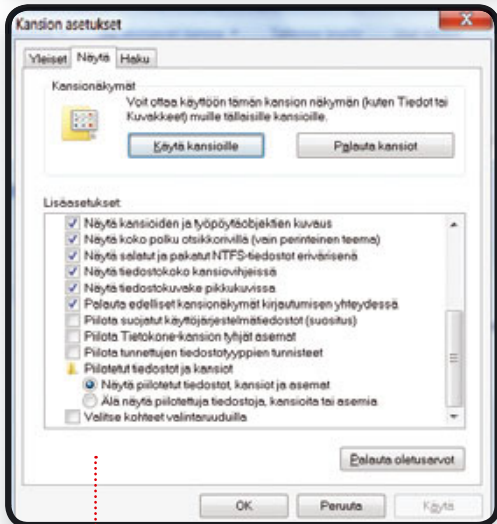 Kansion asetukset
Yleiset Näytä Haku
Kansionäkymät
Voit ottaa käyttöön tämän kansion näkymän (kuten Tiedot tai
Kuvakkeet) muille tällaisille kansioille.
Käytä kansioille Palauta kansiot
Lisäasetukset:
Näytä kansioiden ja työpöytäobjektien kuvaus
Näytä koko polku otsikkorivillä (vain perinteinen teema)
Näytä salatut ja pakatut NTFS-tiedostot erivärisenä
Näytä tiedostokoko kansiovihjeissä
Näytä tiedostokuvake pikkukuvissa
Palauta edelliset kansionäkymät kirjautumisen yhteydessä
Piilota suojatut käyttöjärjestelmätiedostot (suositus)
Piilota Tietokone-kansion tyhjät asemat
Piilota tunnettujen tiedostotyyppien tunnisteet
Piilotetut tiedostot ja kansiot
Näytä piilotetut tiedostot, kansiot ja asemat
Älä näytä piilotettuja tiedostoja, kansioita tai asemia
Valitse kohteet valintaruuduilla
Palauta oletusarvot
OK Peruuta Käytä